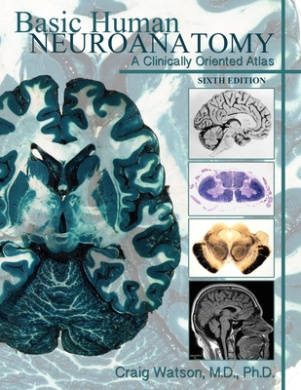 Basic Human
NEUROANATOMY
A Clinically Oriented Atlas
SIXTH EDITION
Craig Watson, M.D., Ph.D.